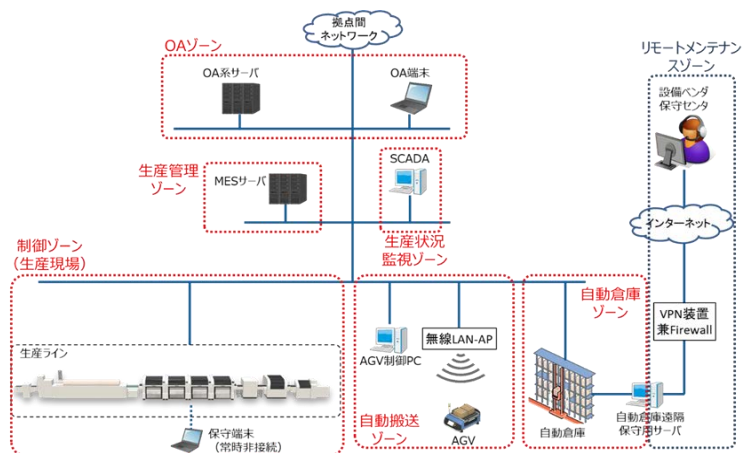 拠点間
ネットワーク
OAゾーン
OA系サーバ
OA端末
リモートメンテナン
スゾーン
設備ベンダ
保守センタ
生産管理
ゾーン
MESサーバ
SCADA
生産状況
監視ゾーン
インターネット
制御ゾーン
（生産現場）
自動倉庫
ゾーン
VPN装置
兼Firewall
生産ライン
AGV制御PC
無線LAN-AP
自動搬送
ゾーン
AGV
自動倉庫
自動倉庫遠隔
保守用サーバ
保守端末
（常時非接続）